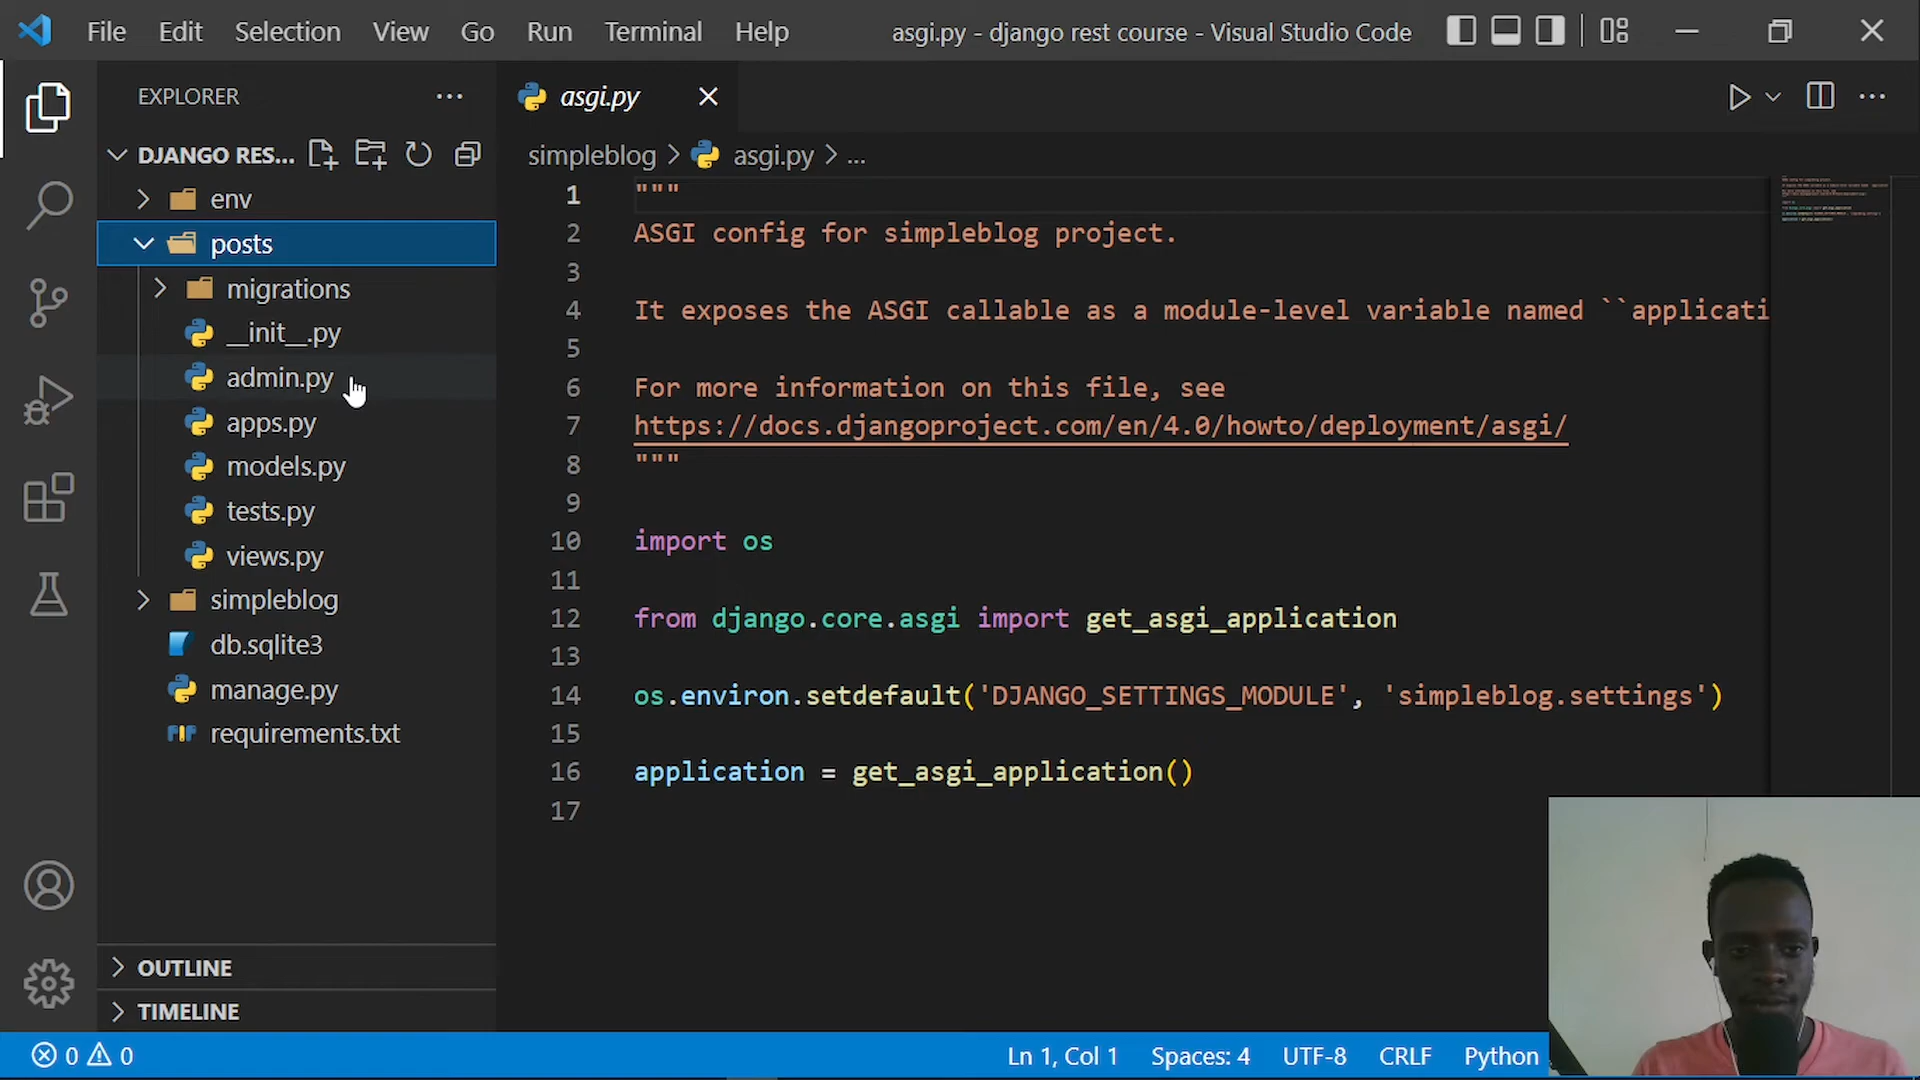 File Edit Selection View Go Run Terminal Help asgi.py - django rest course - Visual Studio Code
EXPLORER
DJANGO RES...
env
posts
migrations
__init__.py
admin.py
apps.py
models.py
tests.py
views.py
simpleblog
db.sqlite3
manage.py
requirements.txt
OUTLINE
TIMELINE
asgi.py
simpleblog > asgi.py > ...
1 """
2 ASGI config for simpleblog project.
3
4 It exposes the ASGI callable as a module-level variable named ``applicati
5
6 For more information on this file, see
7 https://docs.djangoproject.com/en/4.0/howto/deployment/asgi/
8 """
9
10 import os
11
12 from django.core.asgi import get_asgi_application
13
14 os.environ.setdefault('DJANGO_SETTINGS_MODULE', 'simpleblog.settings')
15
16 application = get_asgi_application()
17
0 0 Ln 1, Col 1 Spaces: 4 UTF-8 CRLF Python